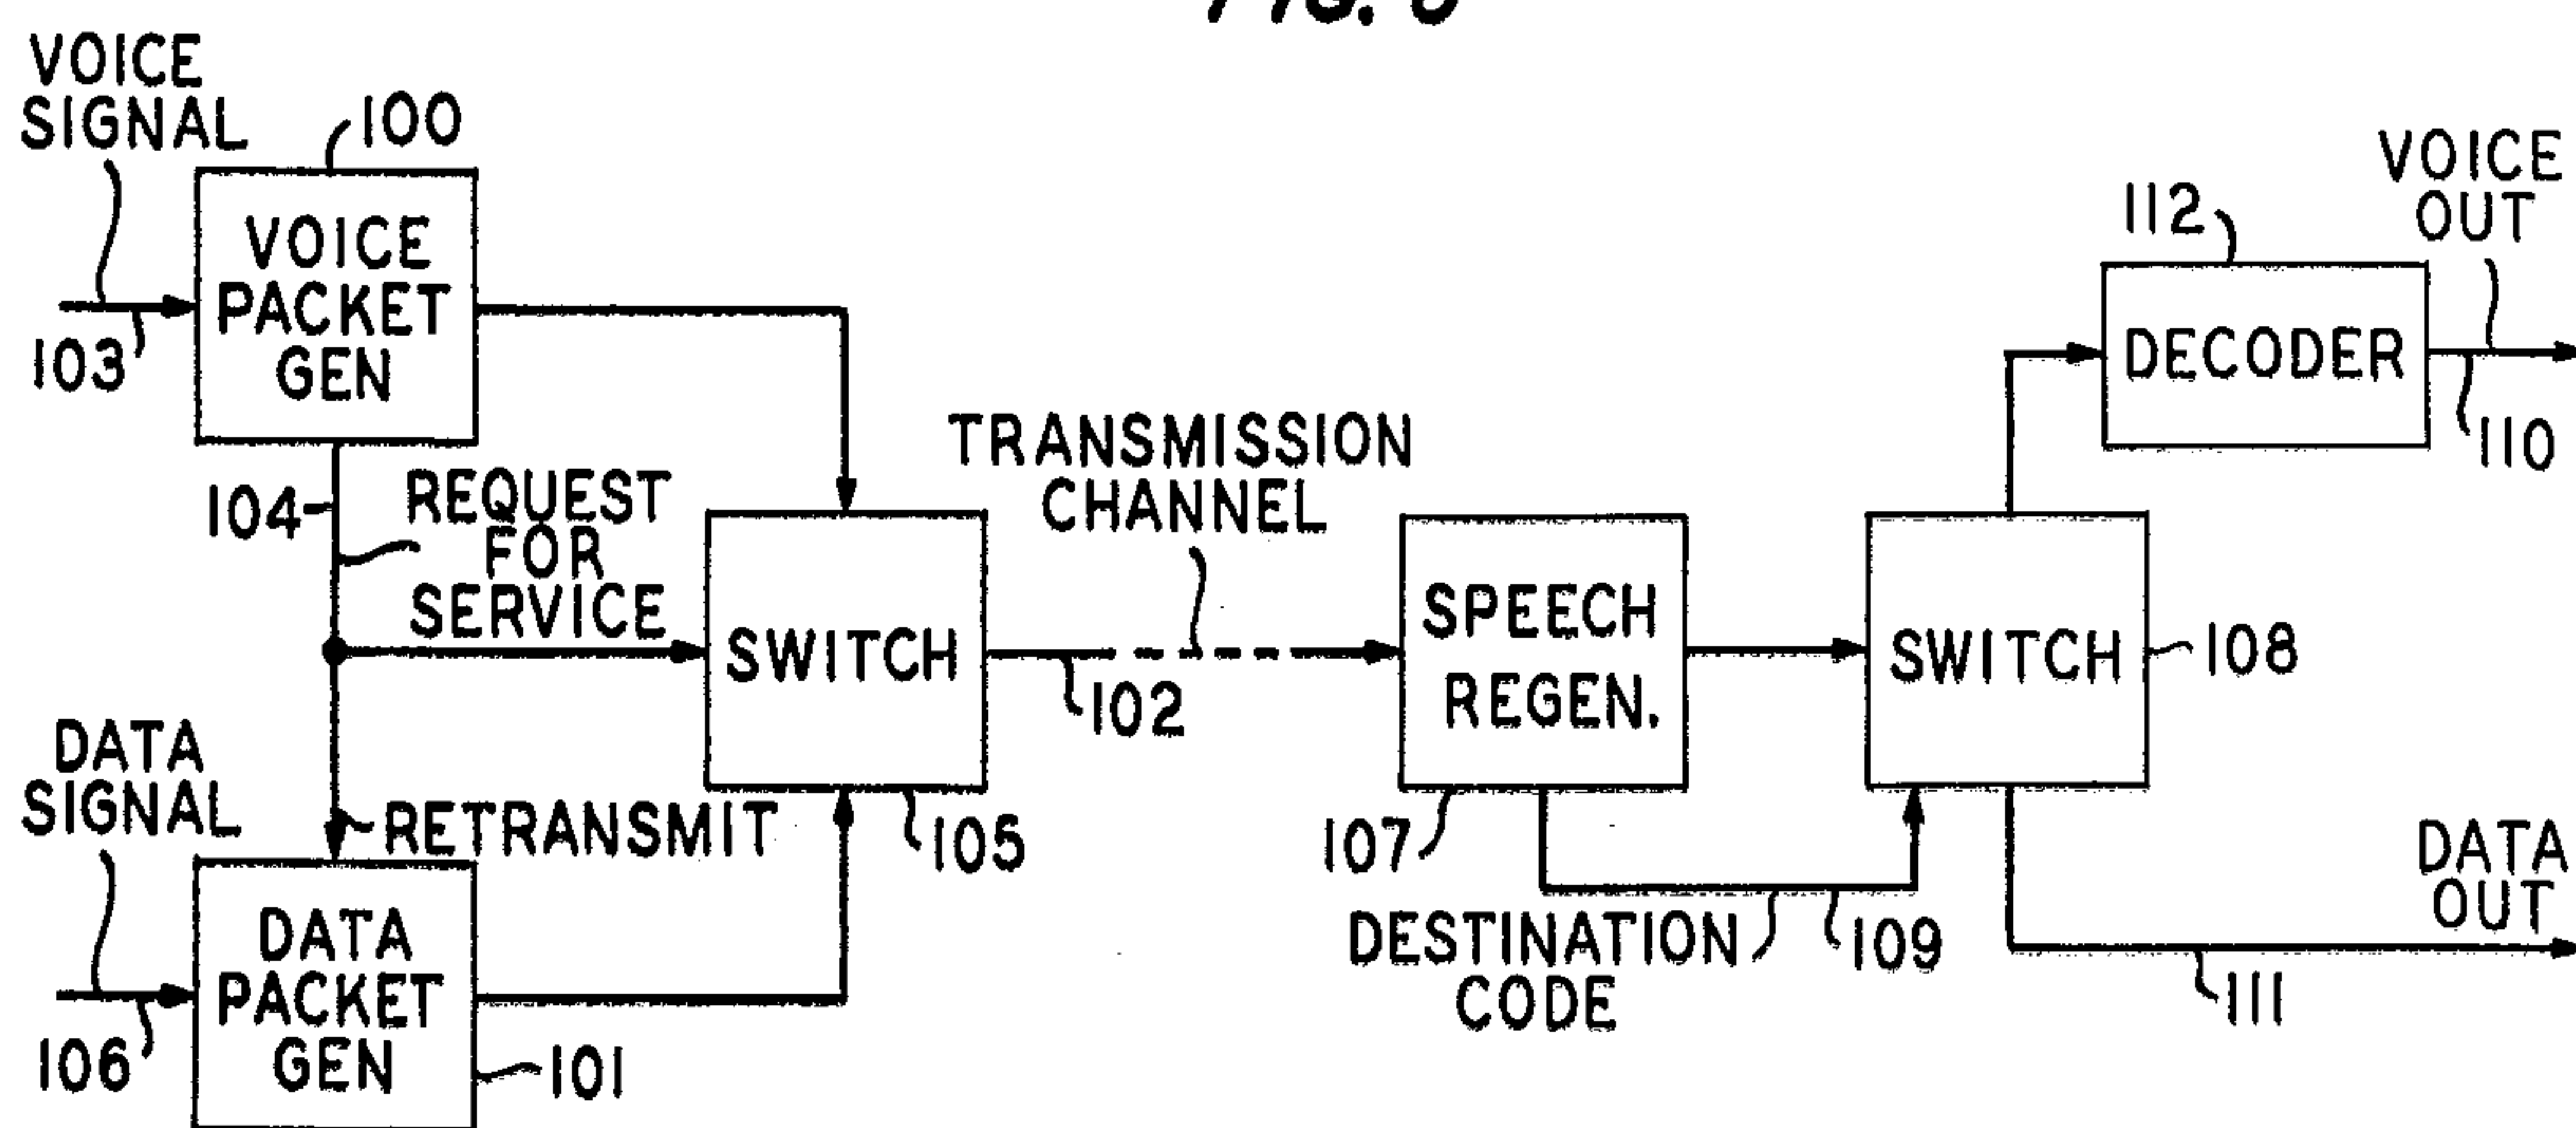 VOICE
SIGNAL
100
VOICE
PACKET
GEN
103
104
REQUEST
FOR
SERVICE
DATA
SIGNAL
RETRANSMIT
DATA
PACKET
GEN
106
101
SWITCH
105
TRANSMISSION
CHANNEL
102
SPEECH
REGEN.
107
DESTINATION
CODE
109
SWITCH
108
112
DECODER
VOICE
OUT
110
DATA
OUT
111